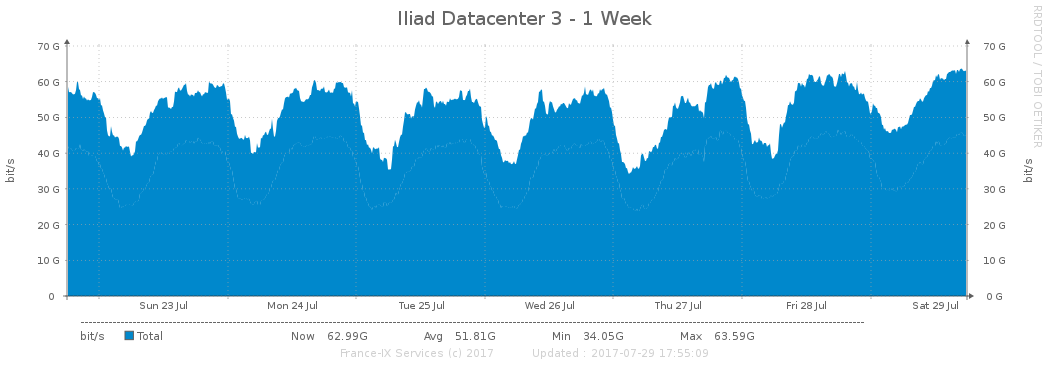 Iliad Datacenter 3 - 1 Week
RRDTOOL / TOBI OETIKER
70 G 70 G
60 G 60 G
50 G 50 G
40 G 40 G
30 G 30 G
20 G 20 G
10 G 10 G
0 0 G
bit/s bit/s
Sun 23 Jul Mon 24 Jul Tue 25 Jul Wed 26 Jul Thu 27 Jul Fri 28 Jul Sat 29 Jul
bit/s Total Now 62.99G Avg 51.81G Min 34.05G Max 63.59G
France-IX Services (c) 2017 Updated : 2017-07-29 17:55:09